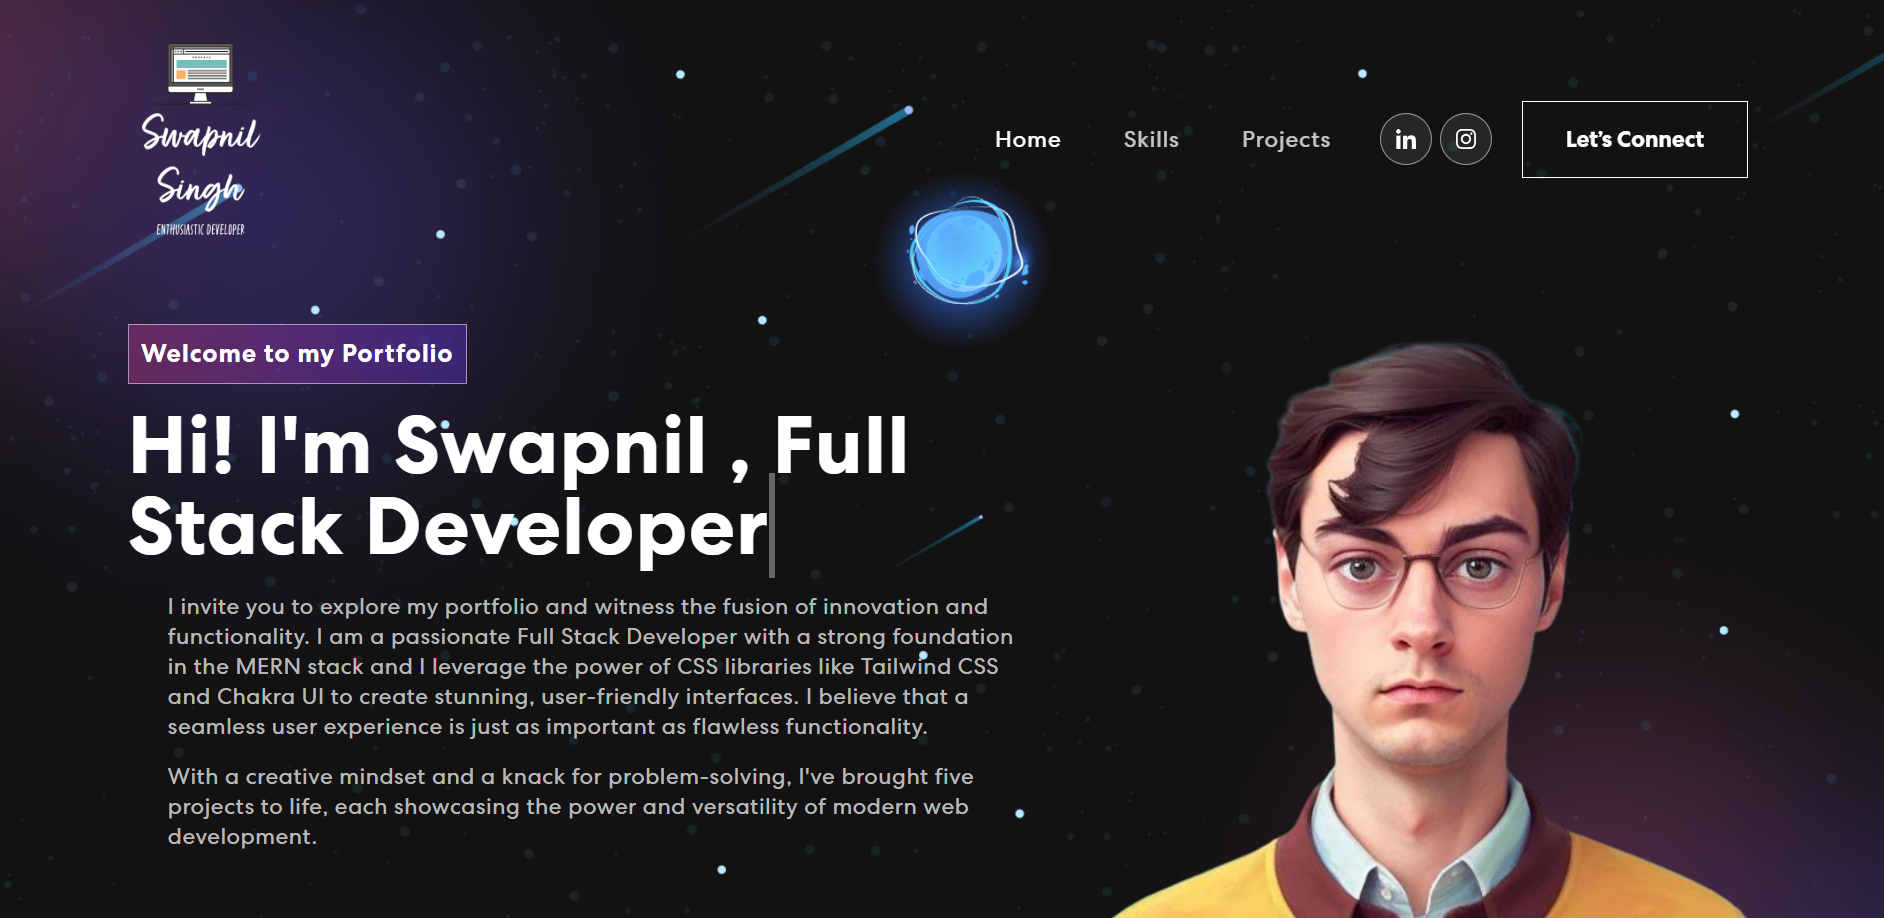 Swapnil
Singh
ENTHUSIASTIC DEVELOPER
Home
Skills
Projects
in
Let's Connect
Welcome to my Portfolio
Hi! I'm Swapnil , Full
Stack Developer
I invite you to explore my portfolio and witness the fusion of innovation and
functionality. I am a passionate Full Stack Developer with a strong foundation
in the MERN stack and I leverage the power of CSS libraries like Tailwind CSS
and Chakra UI to create stunning, user-friendly interfaces. I believe that a
seamless user experience is just as important as flawless functionality.
With a creative mindset and a knack for problem-solving, I've brought five
projects to life, each showcasing the power and versatility of modern web
development.